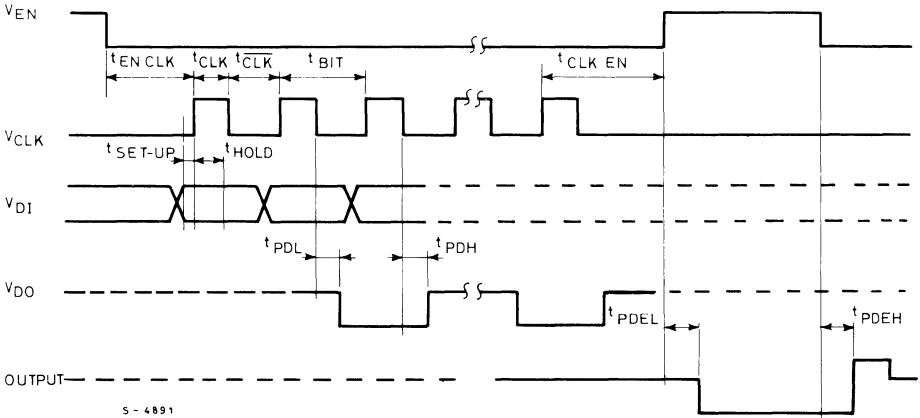 VEN
tEN CLK tCLK tCLK tBIT tCLK EN
VCLK
tSET-UP tHOLD
VDI
tPDL tPDH
VDO
tPDEL tPDEH
OUTPUT
S-4891